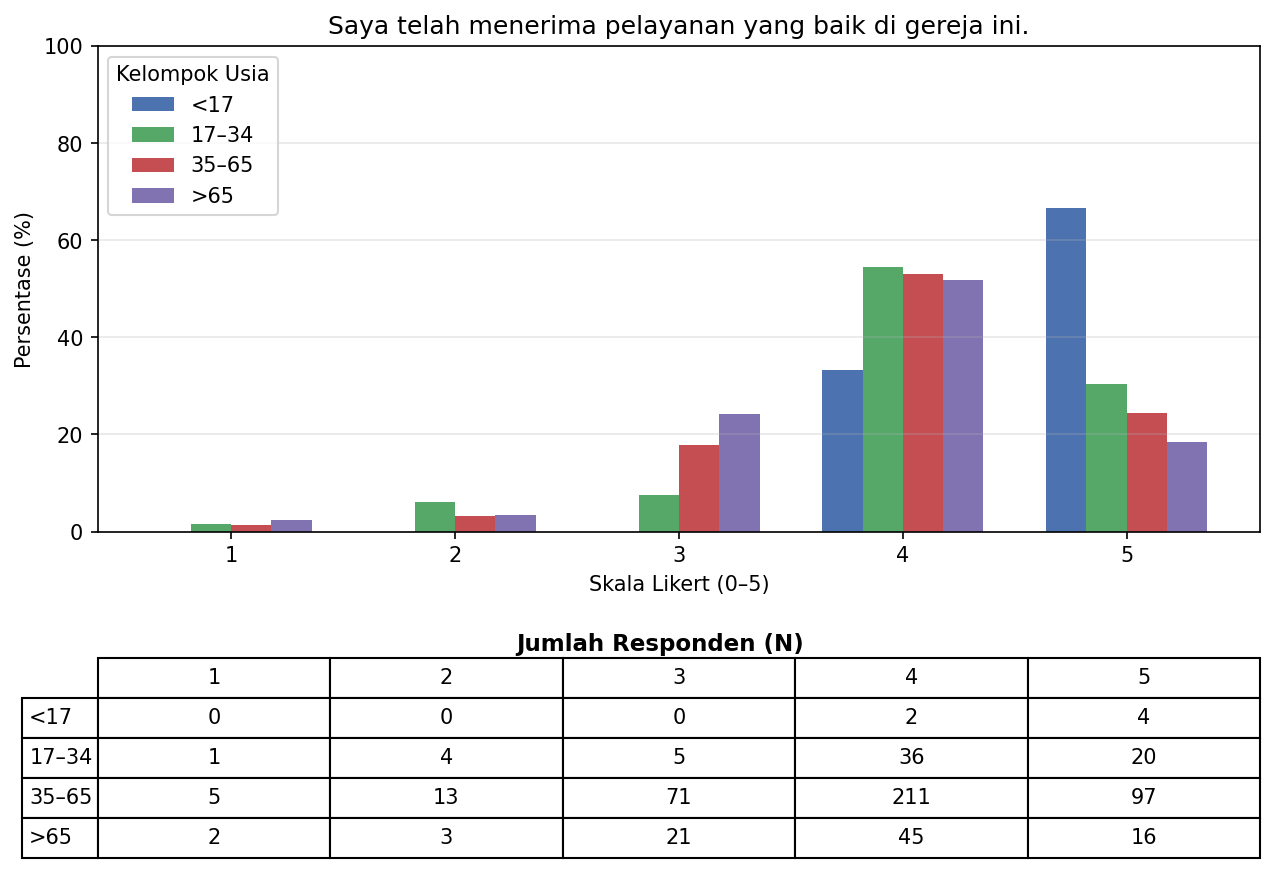 Saya telah menerima pelayanan yang baik di gereja ini.
100
80
60
40
20
0
Persentase (%)
Kelompok Usia
<17
17–34
35–65
>65
1 2 3 4 5
Skala Likert (0–5)
Jumlah Responden (N)
1 2 3 4 5
<17 0 0 0 2 4
17–34 1 4 5 36 20
35–65 5 13 71 211 97
>65 2 3 21 45 16